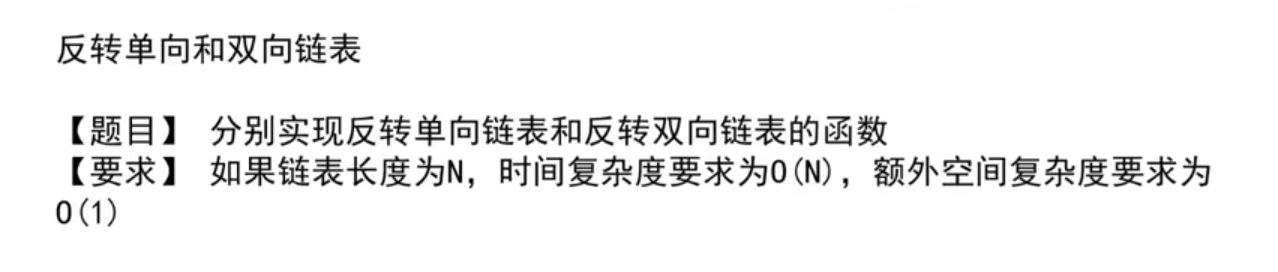 反转单向和双向链表
【题目】 分别实现反转单向链表和反转双向链表的函数
【要求】 如果链表长度为N，时间复杂度要求为O(N)，额外空间复杂度要求为
O(1)